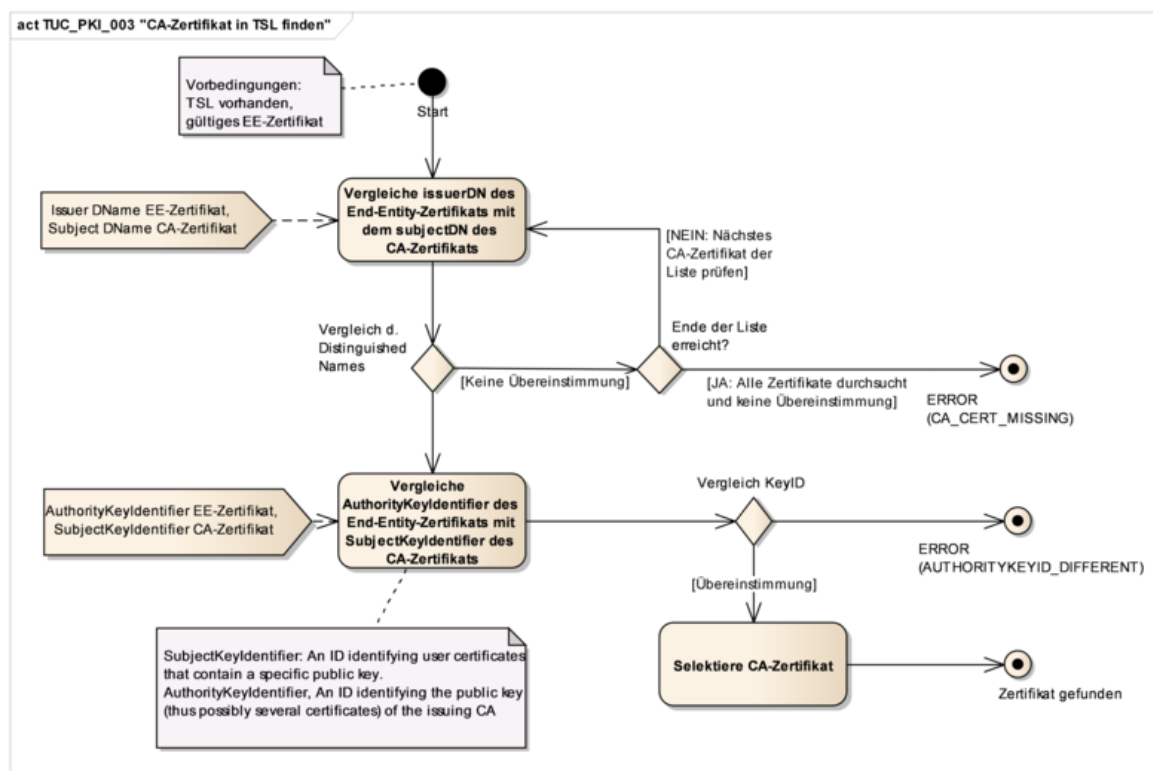 act TUC_PKI_003 "CA-Zertifikat in TSL finden"
Vorbedingungen:
TSL vorhanden,
gültiges EE-Zertifikat
Start
Issuer DName EE-Zertifikat,
Subject DName CA-Zertifikat
Vergleiche issuerDN des
End-Entity-Zertifikats mit
dem subjectDN des
CA-Zertifikats
[NEIN: Nächstes
CA-Zertifikat der
Liste prüfen]
Vergleich d.
Distinguished
Names
[Keine Übereinstimmung]
Ende der Liste
erreicht?
[JA: Alle Zertifikate durchsucht
und keine Übereinstimmung]
ERROR
(CA_CERT_MISSING)
AuthorityKeyIdentifier EE-Zertifikat,
SubjectKeyIdentifier CA-Zertifikat
Vergleiche
AuthorityKeyIdentifier des
End-Entity-Zertifikats mit
SubjectKeyIdentifier des
CA-Zertifikats
Vergleich KeyID
ERROR
(AUTHORITYKEYID_DIFFERENT)
[Übereinstimmung]
Selektiere CA-Zertifikat
Zertifikat gefunden
SubjectKeyIdentifier: An ID identifying user certificates
that contain a specific public key.
AuthorityKeyIdentifier, An ID identifying the public key
(thus possibly several certificates) of the issuing CA